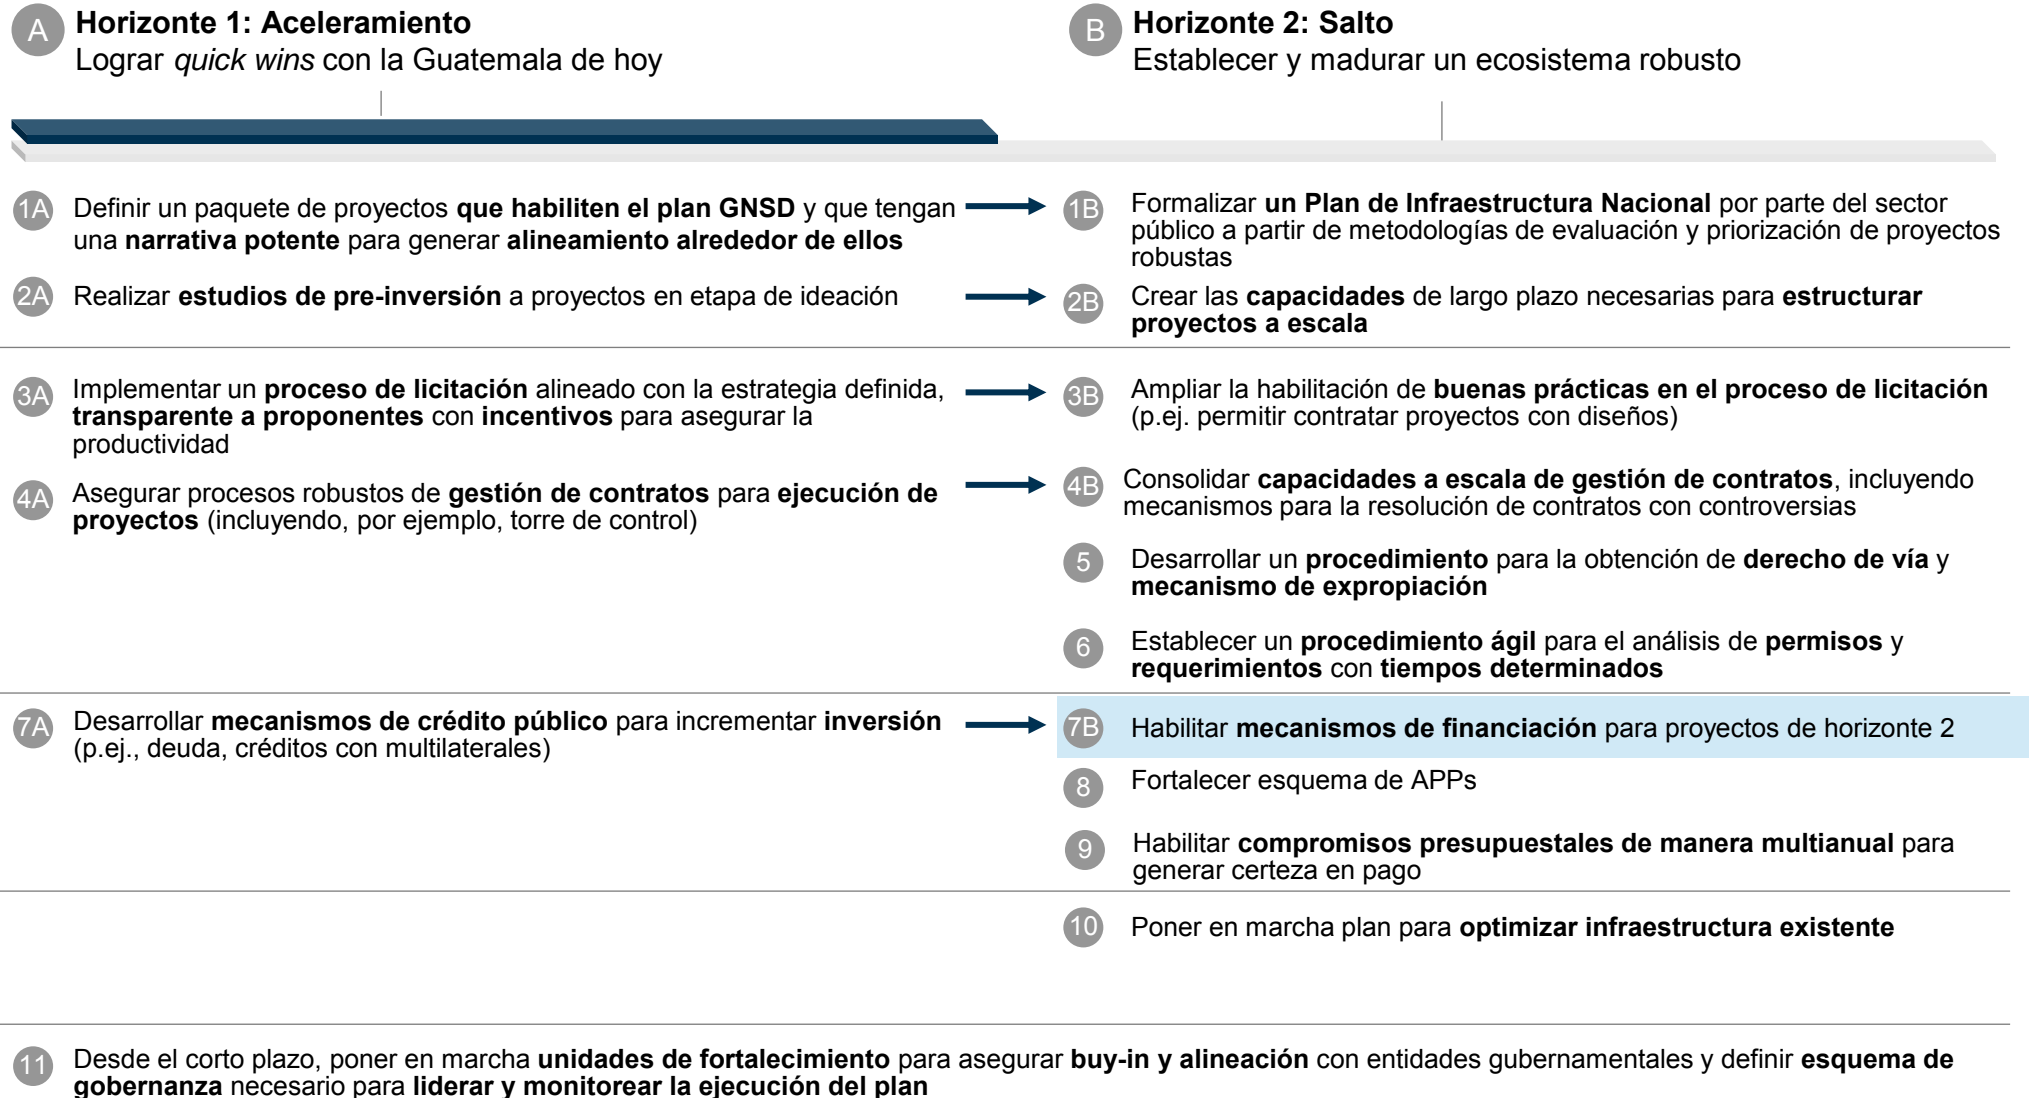 A
Horizonte 1: Aceleramiento
Lograr quick wins con la Guatemala de hoy
B
Horizonte 2: Salto
Establecer y madurar un ecosistema robusto
1A
Definir un paquete de proyectos que habiliten el plan GNSD y que tengan
una narrativa potente para generar alineamiento alrededor de ellos
1B
Formalizar un Plan de Infraestructura Nacional por parte del sector
público a partir de metodologías de evaluación y priorización de proyectos
robustas
2A
Realizar estudios de pre-inversión a proyectos en etapa de ideación
2B
Crear las capacidades de largo plazo necesarias para estructurar
proyectos a escala
3A
Implementar un proceso de licitación alineado con la estrategia definida,
transparente a proponentes con incentivos para asegurar la
productividad
3B
Ampliar la habilitación de buenas prácticas en el proceso de licitación
(p.ej. permitir contratar proyectos con diseños)
4A
Asegurar procesos robustos de gestión de contratos para ejecución de
proyectos (incluyendo, por ejemplo, torre de control)
4B
Consolidar capacidades a escala de gestión de contratos, incluyendo
mecanismos para la resolución de contratos con controversias
5
Desarrollar un procedimiento para la obtención de derecho de vía y
mecanismo de expropiación
6
Establecer un procedimiento ágil para el análisis de permisos y
requerimientos con tiempos determinados
7A
Desarrollar mecanismos de crédito público para incrementar inversión
(p.ej., deuda, créditos con multilaterales)
7B
Habilitar mecanismos de financiación para proyectos de horizonte 2
8
Fortalecer esquema de APPs
9
Habilitar compromisos presupuestales de manera multianual para
generar certeza en pago
10
Poner en marcha plan para optimizar infraestructura existente
11
Desde el corto plazo, poner en marcha unidades de fortalecimiento para asegurar buy-in y alineación con entidades gubernamentales y definir esquema de
gobernanza necesario para liderar y monitorear la ejecución del plan